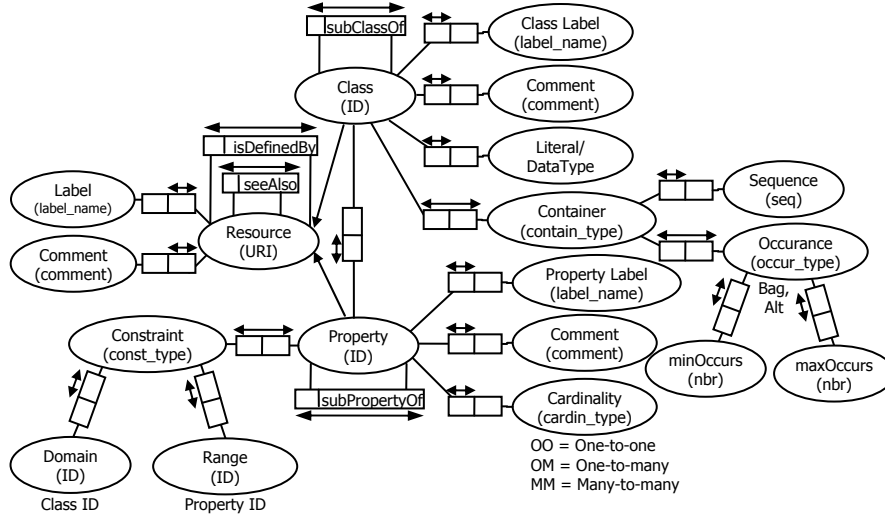 subClassOf
Class Label
(label_name)
Class
(ID)
Comment
(comment)
isDefinedBy
Literal/
DataType
seeAlso
Label
(label_name)
Sequence
(seq)
Container
(contain_type)
Resource
(URI)
Occurance
(occur_type)
Comment
(comment)
Property Label
(label_name)
Bag,
Alt
Constraint
(const_type)
Property
(ID)
Comment
(comment)
minOccurs
(nbr)
maxOccurs
(nbr)
subPropertyOf
Cardinality
(cardin_type)
Domain
(ID)
Range
(ID)
OO = One-to-one
OM = One-to-many
MM = Many-to-many
Class ID
Property ID